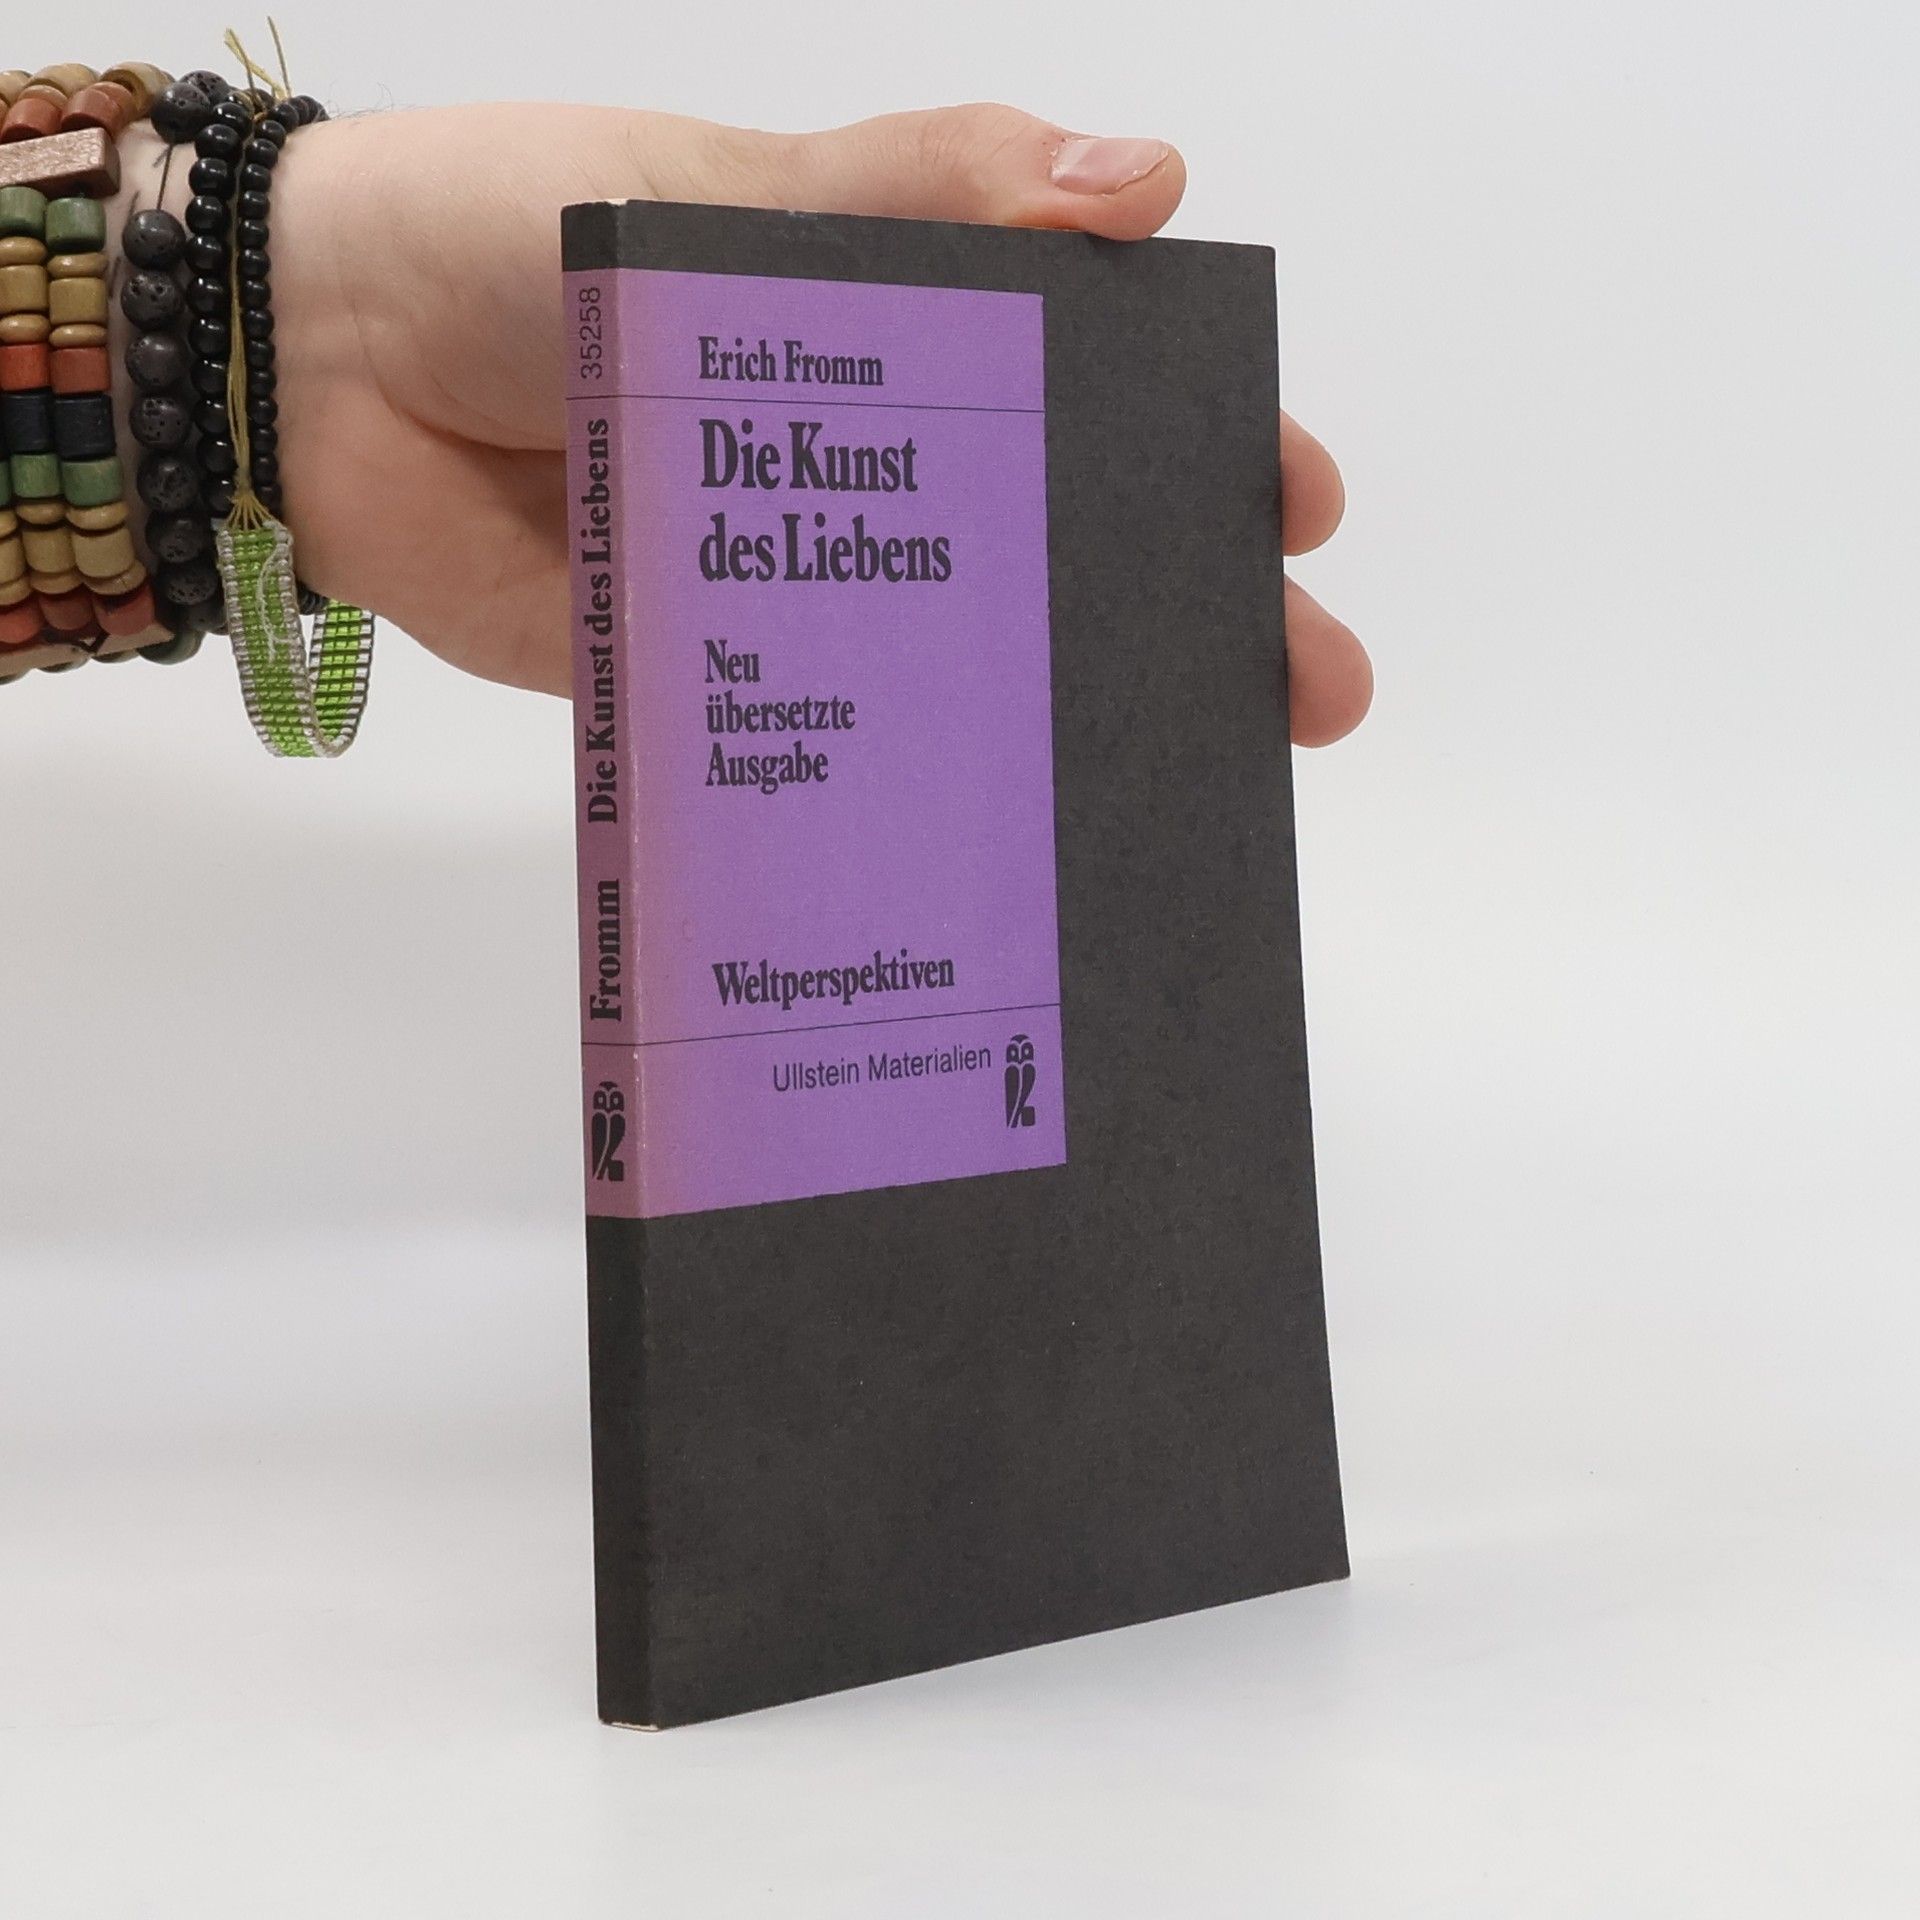 35258
Fromm Die Kunst des Liebens
Erich Fromm
Die Kunst
des Liebens
Neu
übersetzte
Ausgabe
Weltperspektiven
Ullstein Materialien